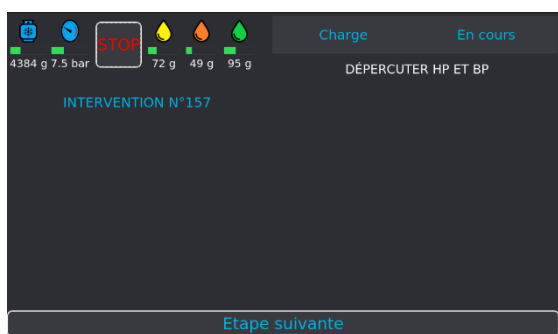 STOP
4384 g 7.5 bar 72 g 49 g 95 g
Charge En cours
DÉPERCUTER HP ET BP
INTERVENTION N°157
Etape suivante